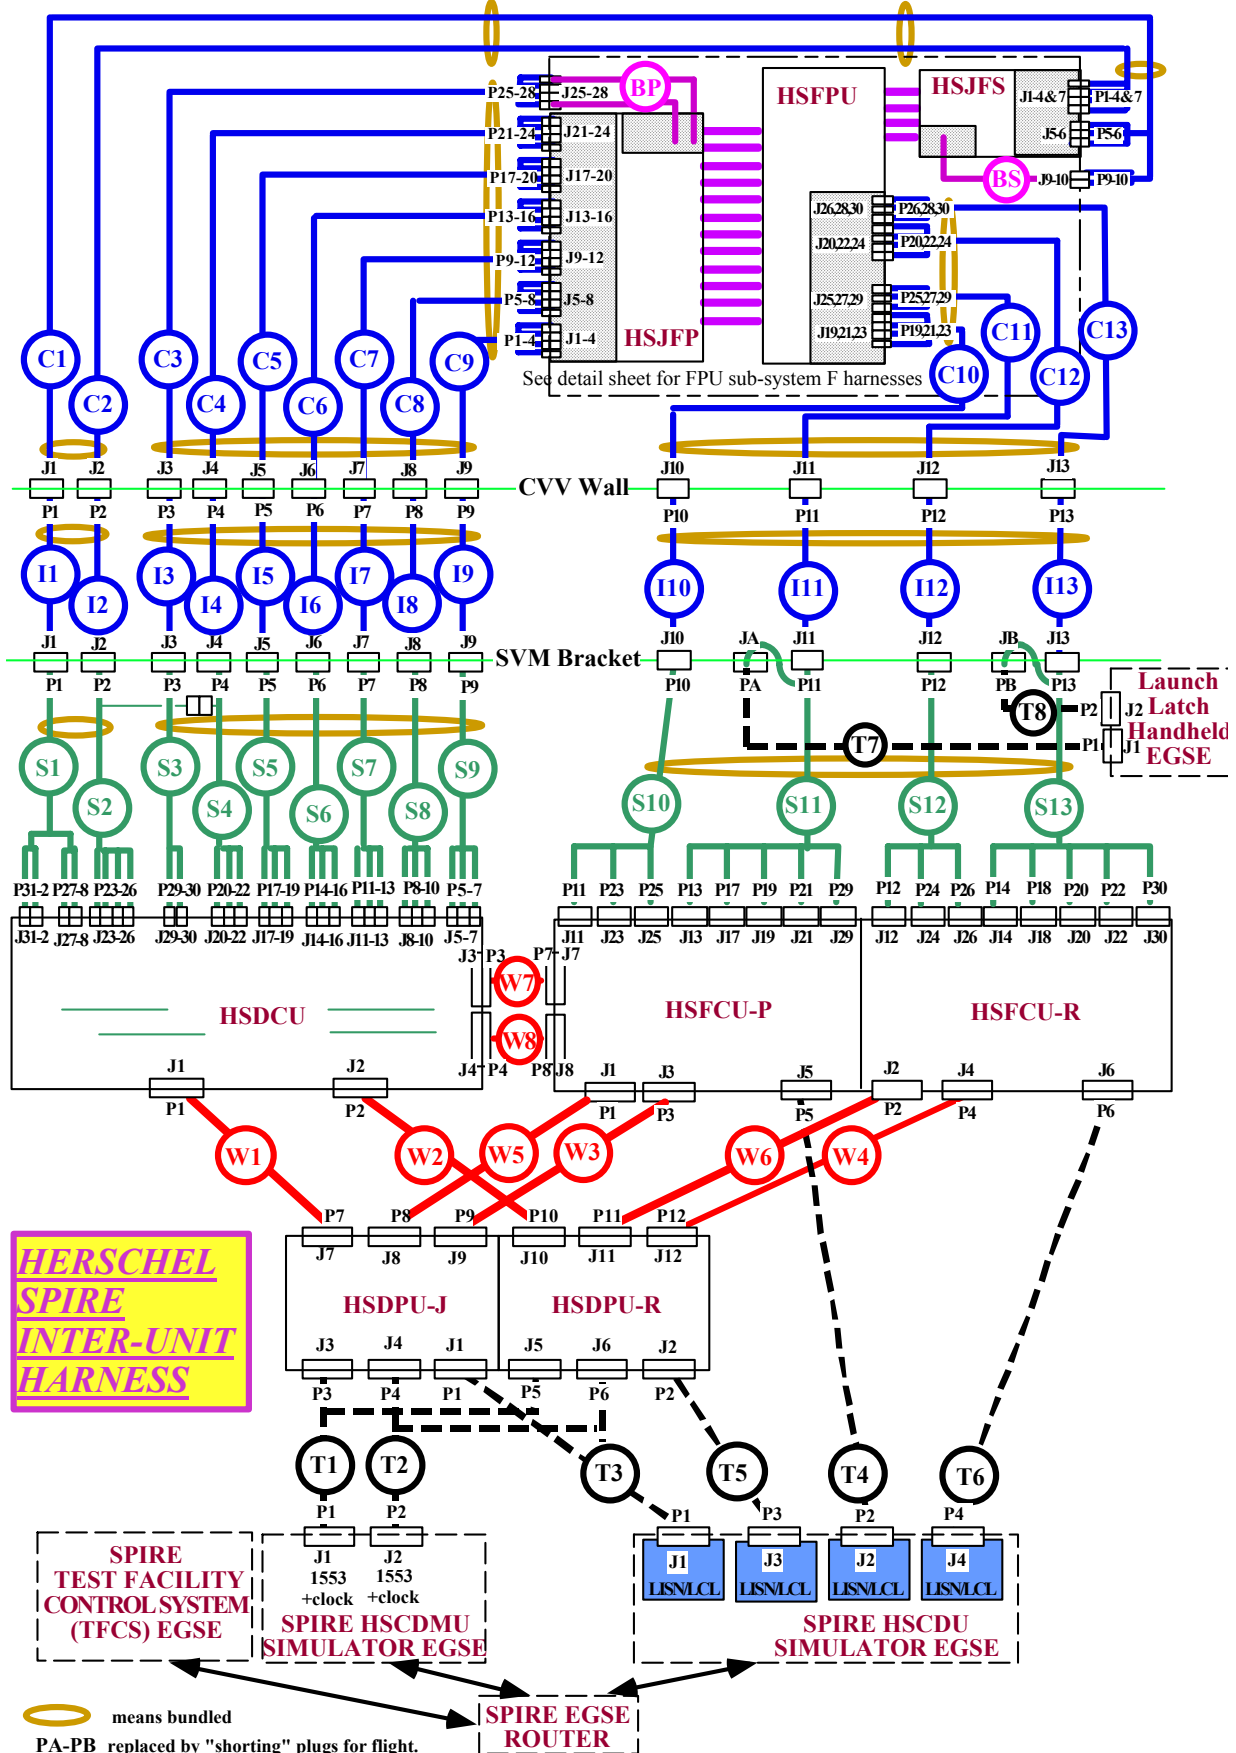 BP
HSFPU
HSJFS
P25-28 J25-28
J1-4&7 P1-4&7
P21-24 J21-24
J5-6 P5-6
P17-20 J17-20
BS J9-10 P9-10
P13-16 J13-16
J26,28,30 P26,28,30
J20,22,24 P20,22,24
P9-12 J9-12
P5-8 J5-8
J25,27,29 P25,27,29
P1-4 J1-4
HSJFP
J19,21,23 P19,21,23
See detail sheet for FPU sub-system F harnesses
C1 C3 C5 C7 C9 C11 C13
C2 C4 C6 C8 C10 C12
J1 J2 J3 J4 J5 J6 J7 J8 J9 J10 J11 J12 J13
CVV Wall
P1 P2 P3 P4 P5 P6 P7 P8 P9 P10 P11 P12 P13
I1 I3 I5 I7 I9 I10 I11 I12 I13
I2 I4 I6 I8
J1 J2 J3 J4 J5 J6 J7 J8 J9 J10 JA J11 J12 JB J13
SVM Bracket
P1 P2 P3 P4 P5 P6 P7 P8 P9 P10 PA P11 P12 PB P13
Launch
Latch
Handheld
EGSE
T8 P2 J2
T7 P1 J1
S1 S3 S5 S7 S9
S2 S4 S6 S8 S10 S11 S12 S13
P31-2 P27-8 P23-26 P29-30 P20-22 P17-19 P14-16 P11-13 P8-10 P5-7
P11 P23 P25 P13 P17 P19 P21 P29 P12 P24 P26 P14 P18 P20 P22 P30
J31-2 J27-8 J23-26 J29-30 J20-22 J17-19 J14-16 J11-13 J8-10 J5-7
J11 J23 J25 J13 J17 J19 J21 J29 J12 J24 J26 J14 J18 J20 J22 J30
J3 P3 W7 P7 J7
HSDCU HSFCU-P HSFCU-R
J4 P4 W8 P8 J8
J1 J2 J1 J3 J5 J2 J4 J6
P1 P2 P1 P3 P5 P2 P4 P6
W1 W2 W5 W3 W6 W4
P7 P8 P9 P10 P11 P12
J7 J8 J9 J10 J11 J12
HERSCHEL
SPIRE
INTER-UNIT
HARNESS
HSDPU-J HSDPU-R
J3 J4 J1 J5 J6 J2
P3 P4 P1 P5 P6 P2
T1 T2 T3 T5 T4 T6
P1 P2 P1 P3 P2 P4
J1 J2 J1 J3 J2 J4
1553 1553
+clock +clock
LISN/LCL LISN/LCL LISN/LCL LISN/LCL
SPIRE
TEST FACILITY
CONTROL SYSTEM
(TFCS) EGSE
SPIRE HSCDMU
SIMULATOR EGSE
SPIRE HSCDU
SIMULATOR EGSE
SPIRE EGSE
ROUTER
means bundled
PA-PB replaced by "shorting" plugs for flight.